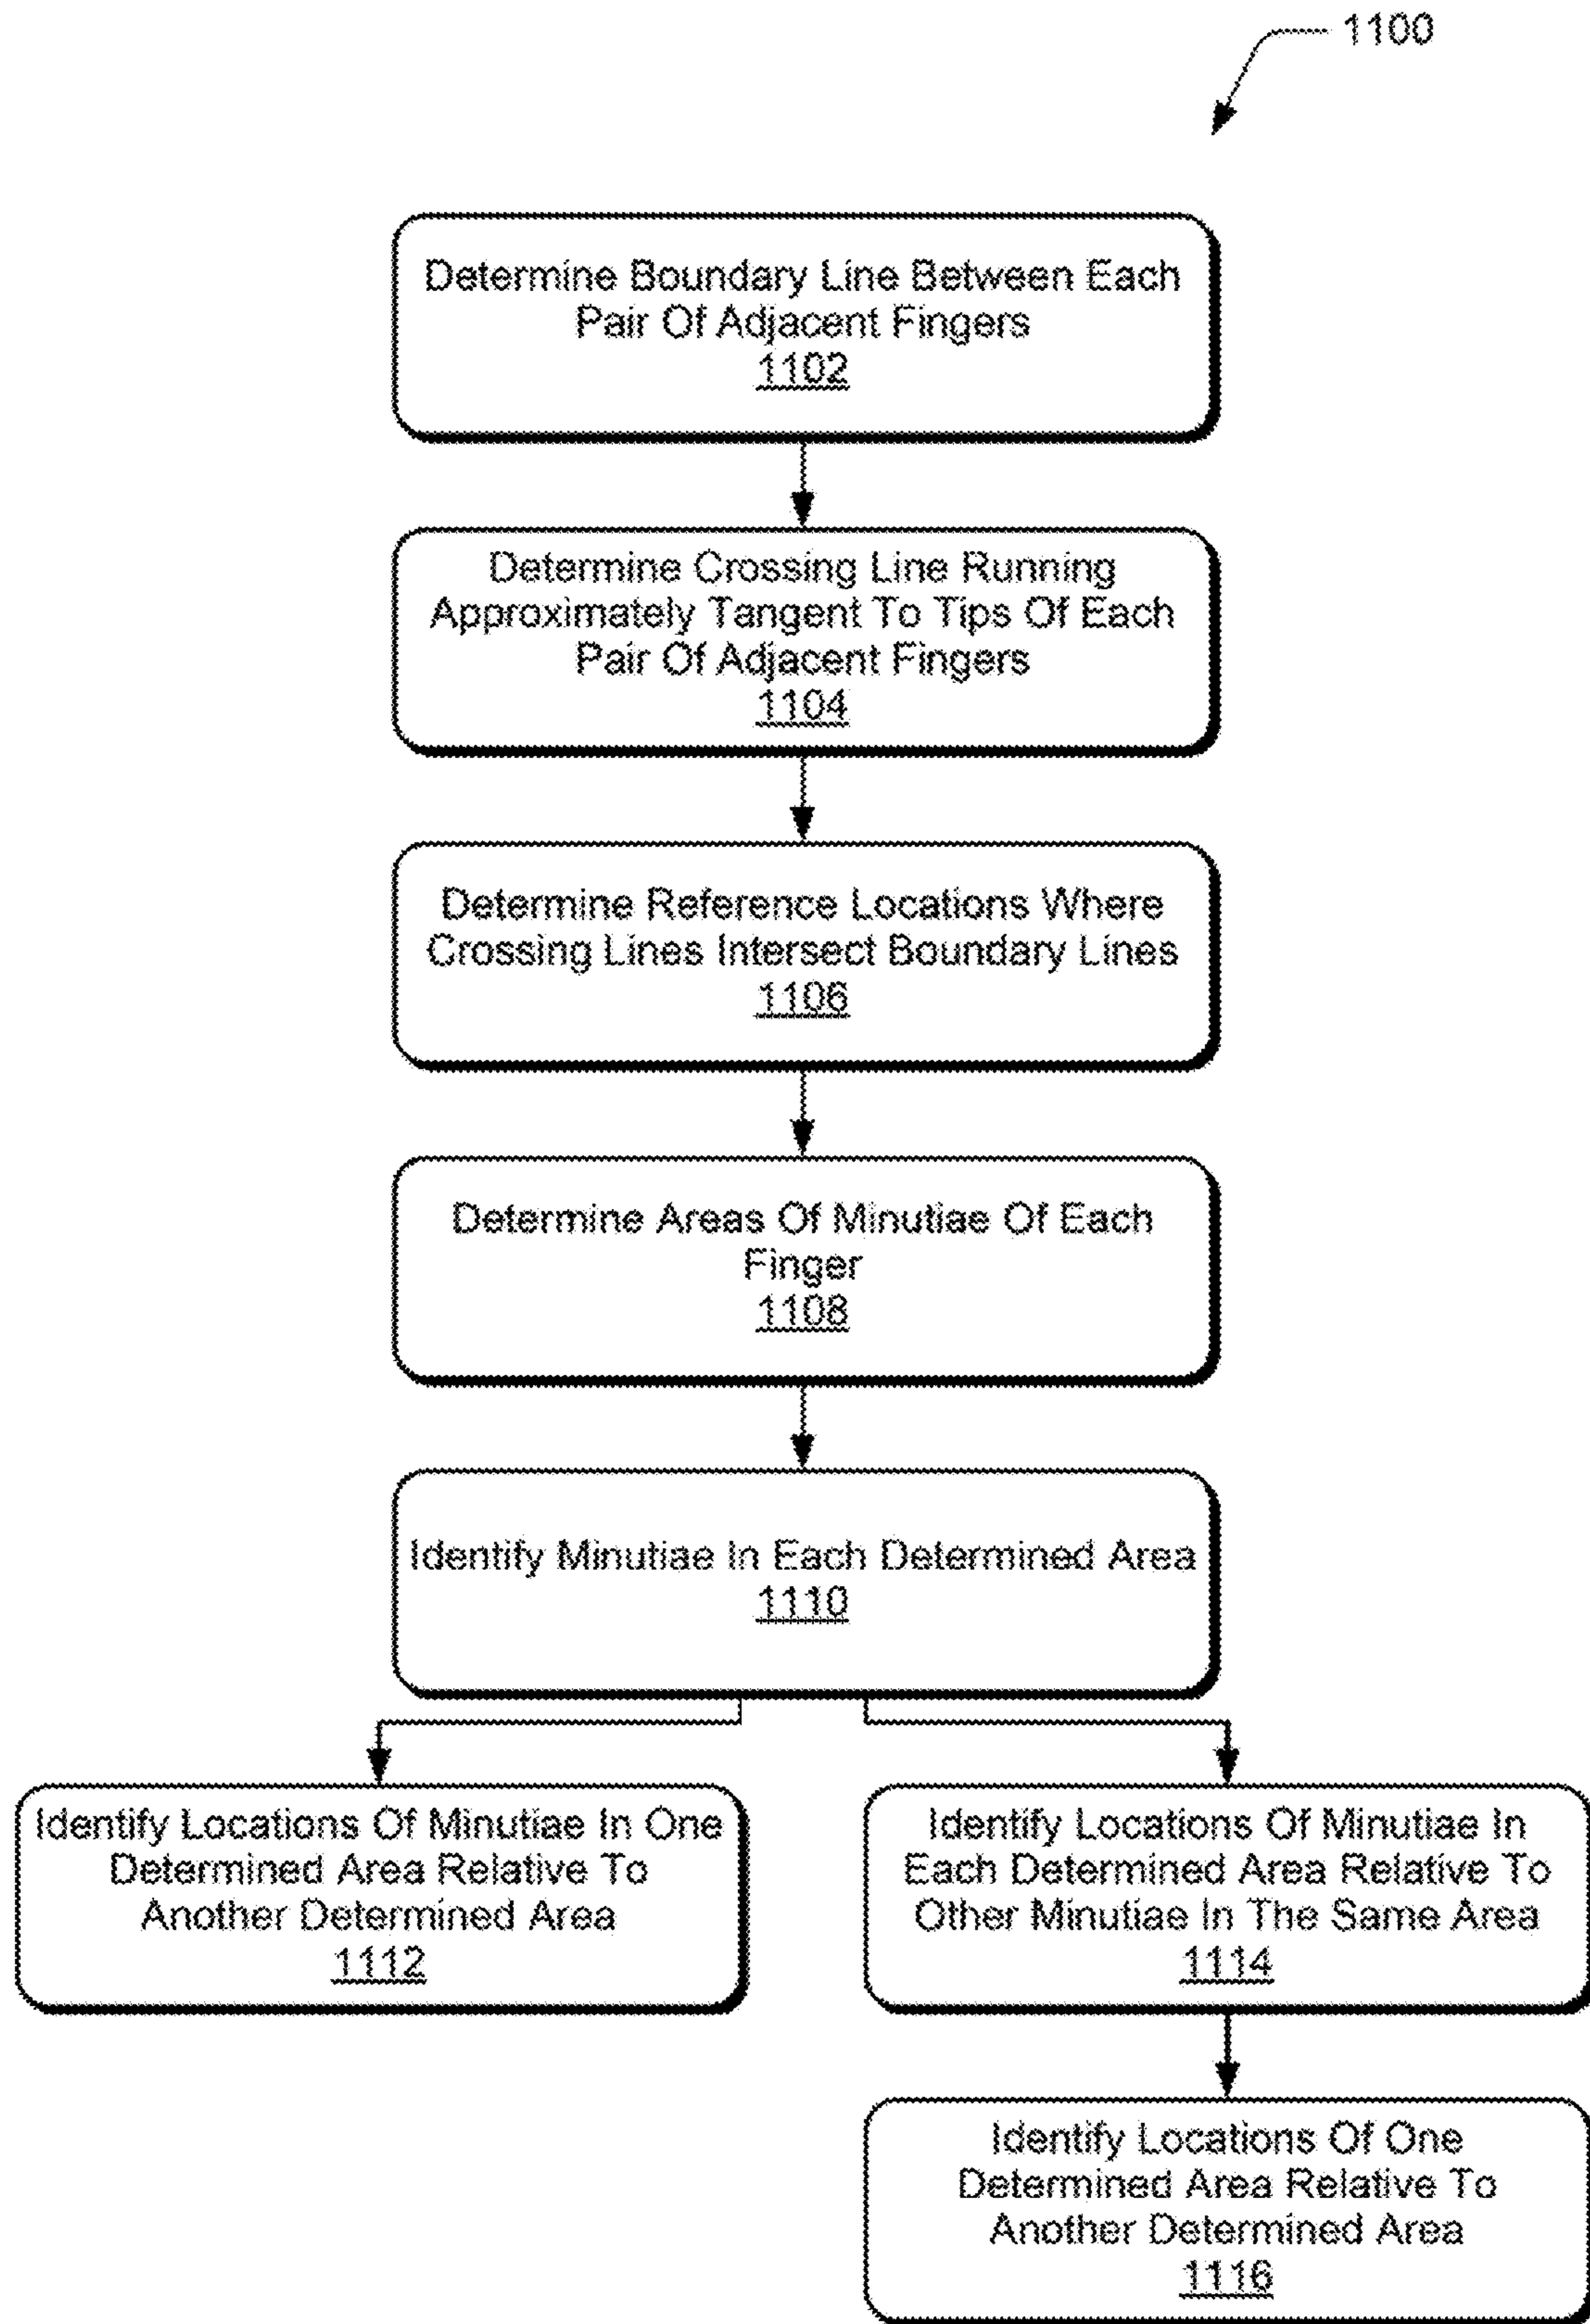 1100
Determine Boundary Line Between Each
Pair Of Adjacent Fingers
1102
Determine Crossing Line Running
Approximately Tangent To Tips Of Each
Pair Of Adjacent Fingers
1104
Determine Reference Locations Where
Crossing Lines Intersect Boundary Lines
1106
Determine Areas Of Minutiae Of Each
Finger
1108
Identify Minutiae In Each Determined Area
1110
Identify Locations Of Minutiae In One
Determined Area Relative To
Another Determined Area
1112
Identify Locations Of Minutiae In
Each Determined Area Relative To
Other Minutiae In The Same Area
1114
Identify Locations Of One
Determined Area Relative To
Another Determined Area
1116